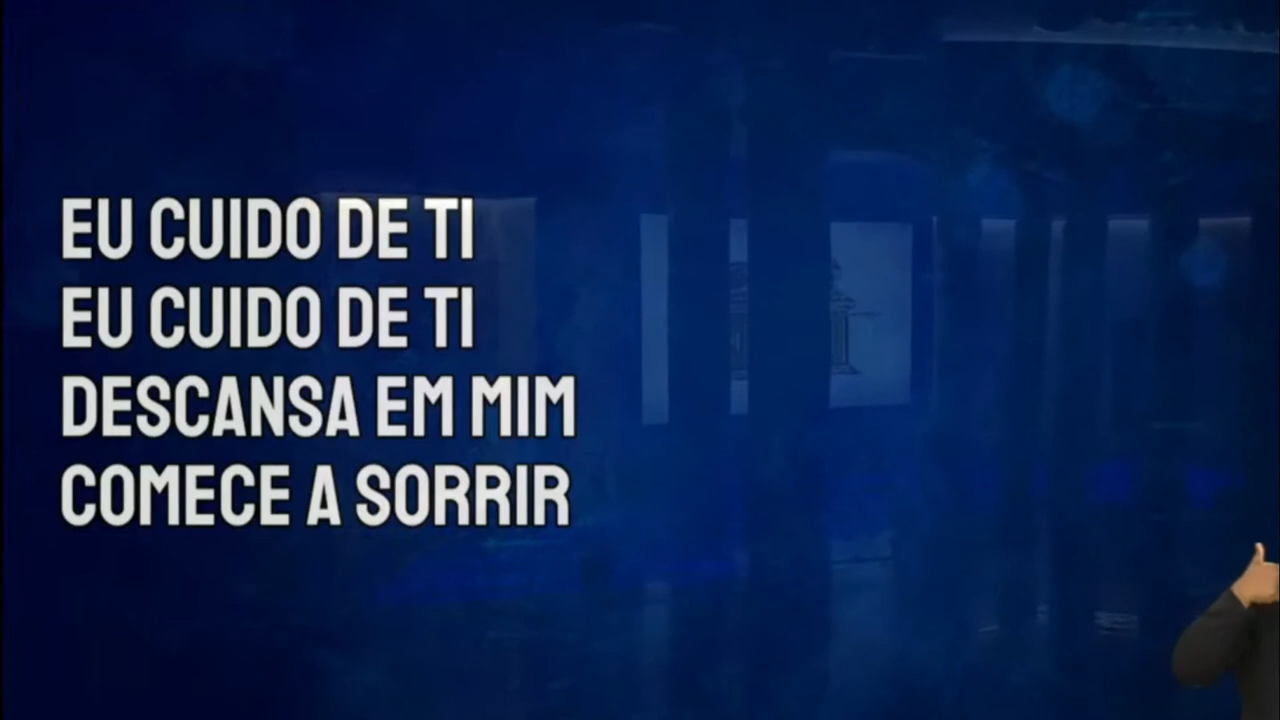 EU CUIDO DE TI
EU CUIDO DE TI
DESCANSA EM MIM
COMECE A SORRIR